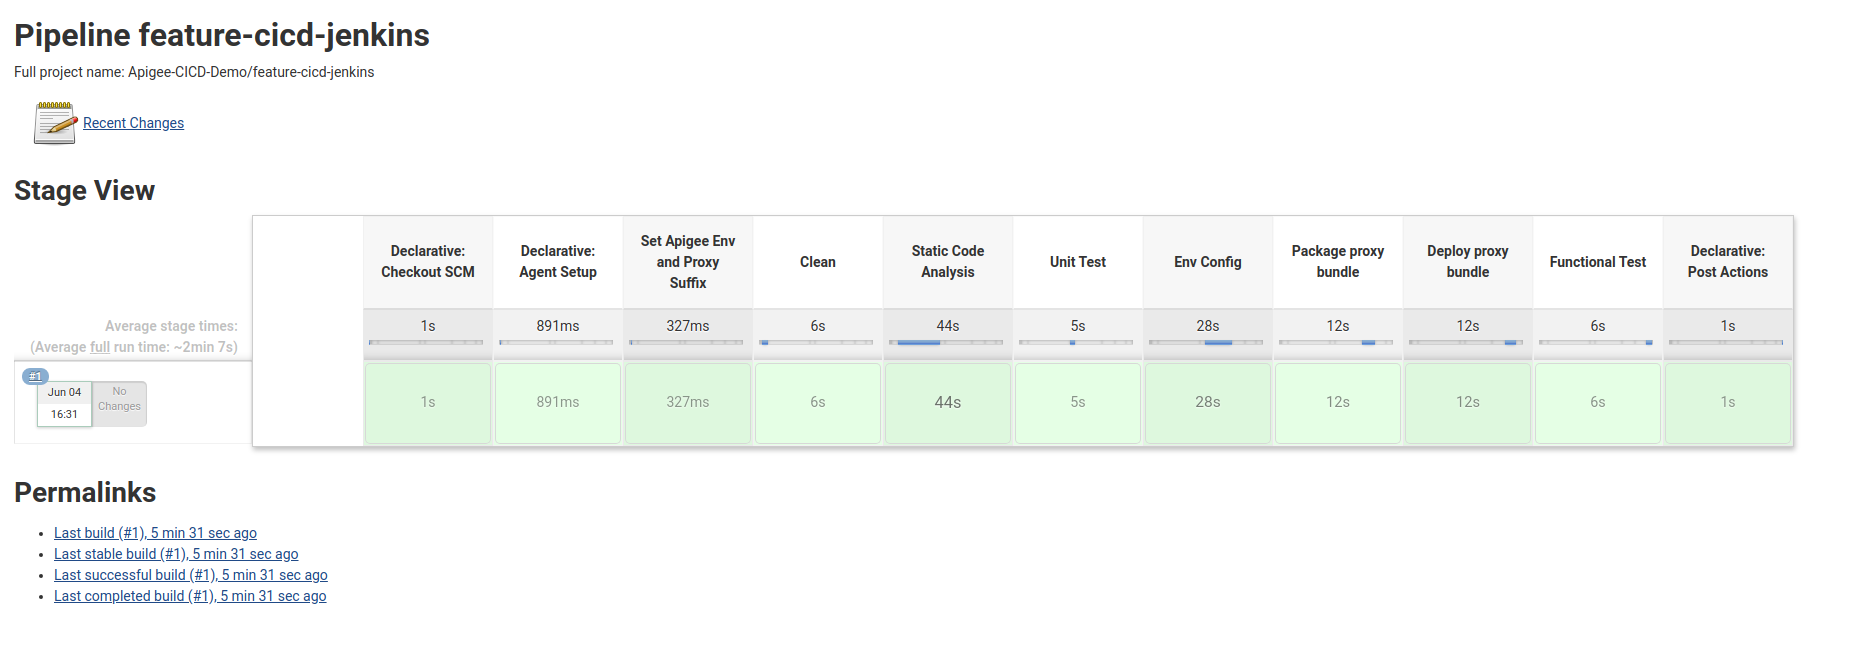 Pipeline feature-cicd-jenkins
Full project name: Apigee-CICD-Demo/feature-cicd-jenkins
Recent Changes
Stage View
Declarative:
Checkout SCM
Declarative:
Agent Setup
Set Apigee Env
and Proxy
Suffix
Clean
Static Code
Analysis
Unit Test
Env Config
Package proxy
bundle
Deploy proxy
bundle
Functional Test
Declarative:
Post Actions
Average stage times:
(Average full run time: ~2min 7s)
1s
891ms
327ms
6s
44s
5s
28s
12s
12s
6s
1s
#1
Jun 04
16:31
No
Changes
1s
891ms
327ms
6s
44s
5s
28s
12s
12s
6s
1s
Permalinks
Last build (#1), 5 min 31 sec ago
Last stable build (#1), 5 min 31 sec ago
Last successful build (#1), 5 min 31 sec ago
Last completed build (#1), 5 min 31 sec ago